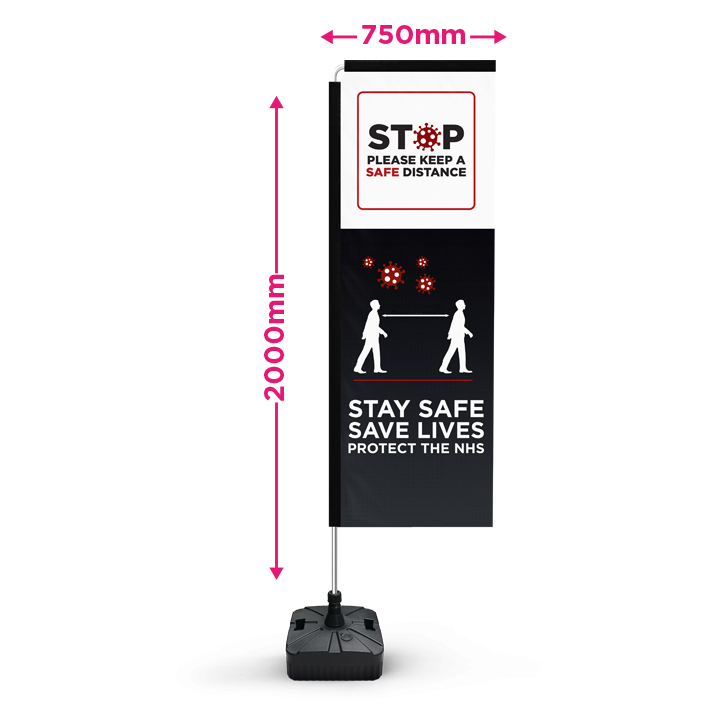 750mm
2000mm
STOP
PLEASE KEEP A
SAFE DISTANCE
STAY SAFE
SAVE LIVES
PROTECT THE NHS